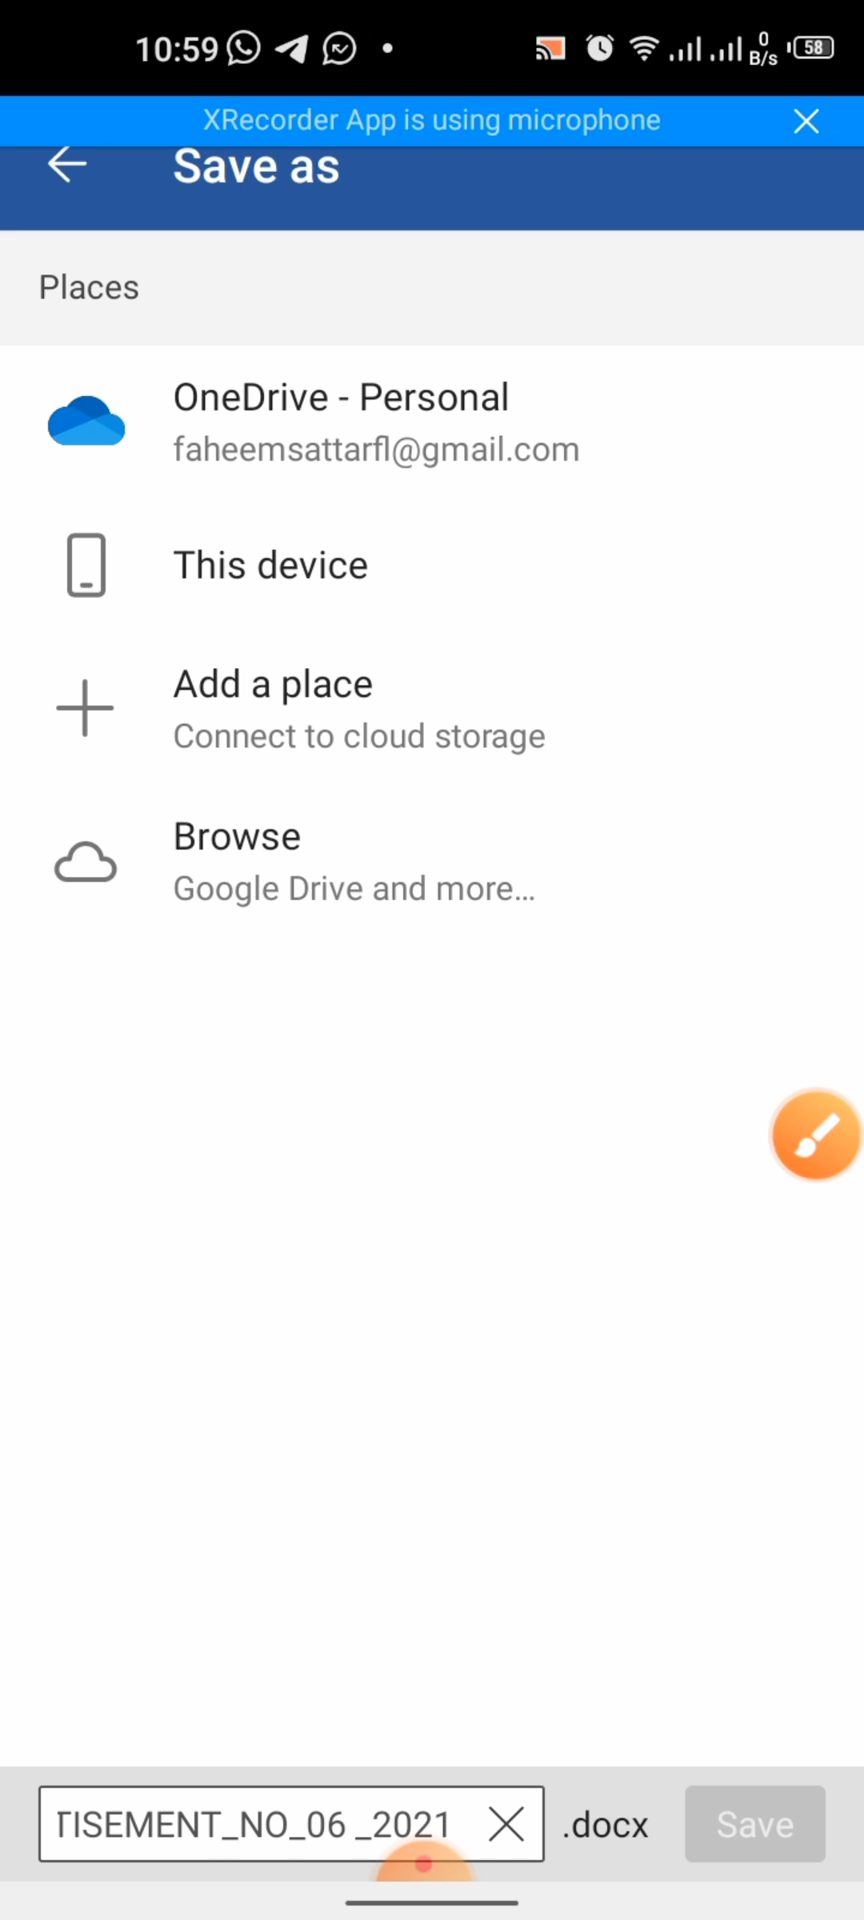 10:59
0
B/s
58
XRecorder App is using microphone
Save as
Places
OneDrive - Personal
faheemsattarfl@gmail.com
This device
Add a place
Connect to cloud storage
Browse
Google Drive and more...
TISEMENT_NO_06 _2021
.docx
Save